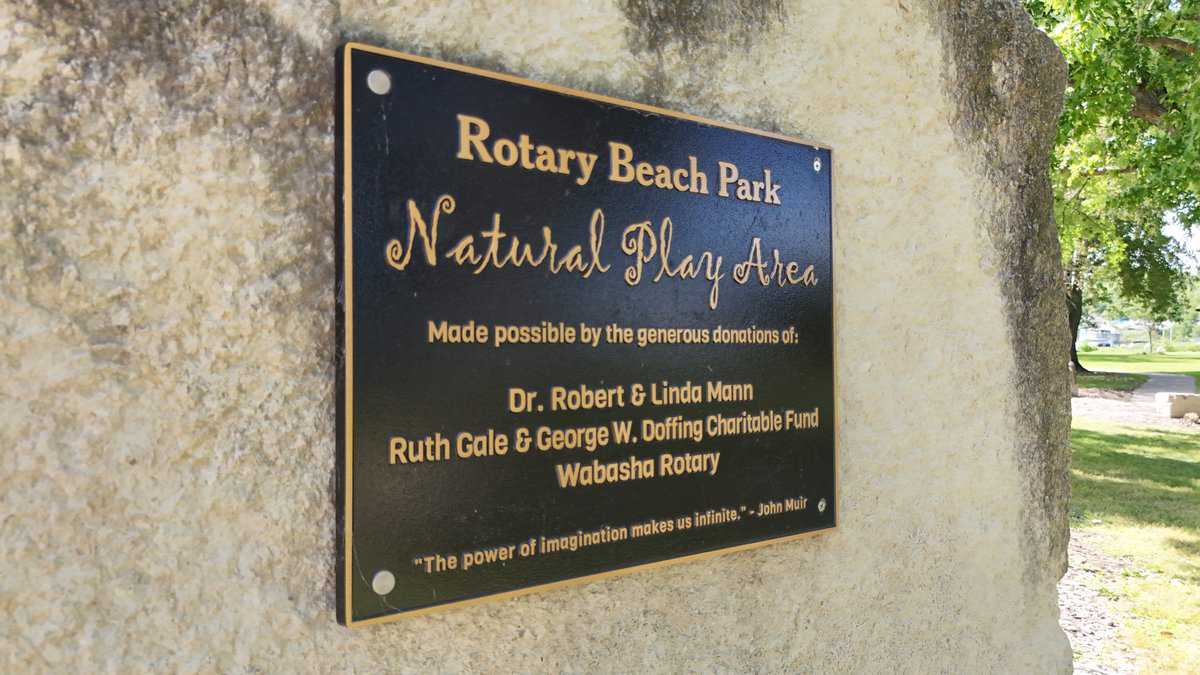 Rotary Beach Park
Natural Play Area
Made possible by the generous donations of:
Dr. Robert & Linda Mann
Ruth Gale & George W. Doffing Charitable Fund
Wabasha Rotary
"The power of imagination makes us infinite." - John Muir